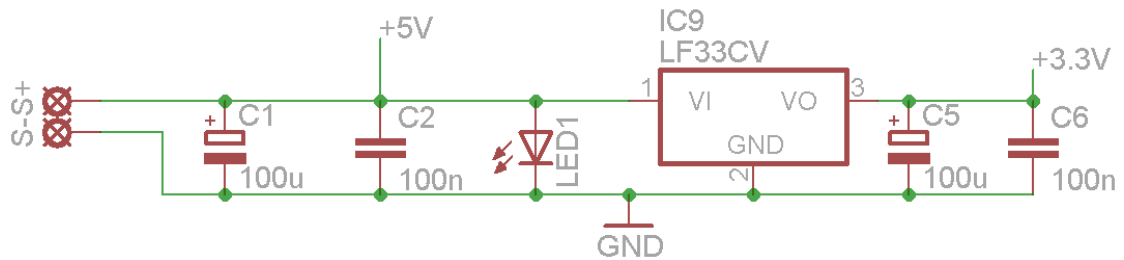 IC9
LF33CV
+5V
+3.3V
S-S+
+
C1
100u
C2
100n
LED1
1
VI
VO
3
GND
2
+
C5
100u
C6
100n
GND